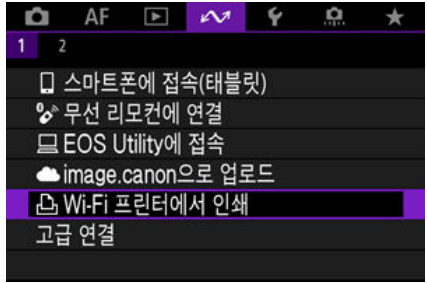 AF
1 2
스마트폰에 접속(태블릿)
무선 리모컨에 연결
EOS Utility에 접속
image.canon으로 업로드
Wi-Fi 프린터에서 인쇄
고급 연결